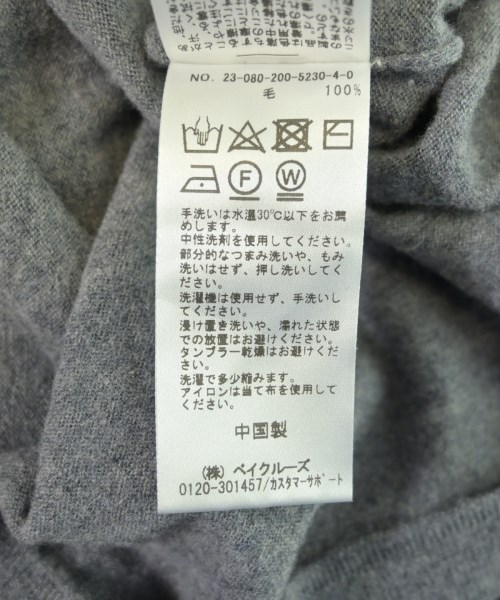 NO. 23-080-200-5230-4-0
毛 100%
F
W
手洗いは水温30℃以下をお薦
めします。
中性洗剤を使用してください。
部分的なつまみ洗いや、もみ
洗いはせず、押し洗いしてく
ださい。
洗濯機は使用せず、手洗いし
てください。
浸け置き洗いや、濡れた状態
での放置はお避けください。
タンブラー乾燥はお避けくだ
さい。
洗濯で多少縮みます。
アイロンは当て布を使用して
ください。
中国製
(株) ベイクルーズ
0120-301457/カスタマーサポート